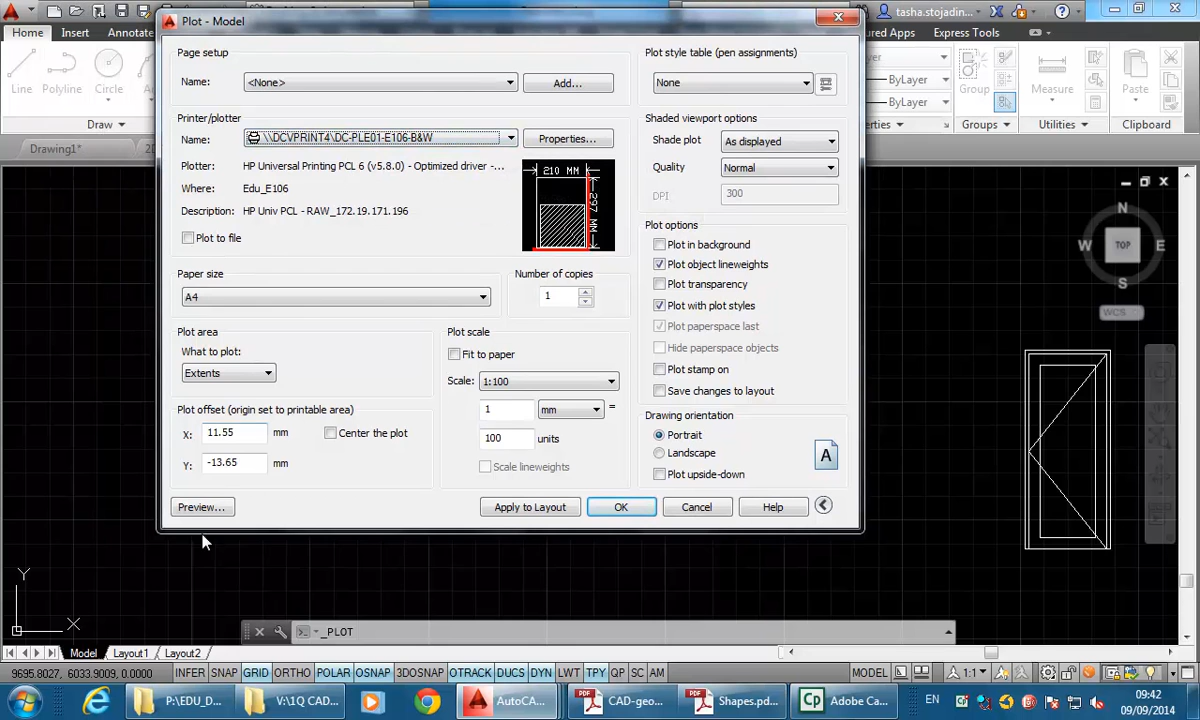 Plot - Model
tasha.stojadin...
Home
Insert
Annotate
ured Apps
Express Tools
Line
Polyline
Circle
Draw
ByLayer
ByLayer
Group
Groups
Measure
Utilities
Paste
Clipboard
Drawing1*
Page setup
Name:
<None>
Add...
Printer/plotter
Name:
\\DCVPRINT4\DC-PLE01-E106-B&W
Properties...
Plotter:
HP Universal Printing PCL 6 (v5.8.0) - Optimized driver -...
Where:
Edu_E106
Description:
HP Univ PCL - RAW_172.19.171.196
210 MM
297 MM
Plot to file
Paper size
A4
Number of copies
1
Plot area
What to plot:
Extents
Plot scale
Fit to paper
Scale:
1:100
1
mm
=
100
units
Scale lineweights
Plot offset (origin set to printable area)
X:
11.55
mm
Center the plot
Y:
-13.65
mm
Plot style table (pen assignments)
None
Shaded viewport options
Shade plot
As displayed
Quality
Normal
DPI
300
Plot options
Plot in background
Plot object lineweights
Plot transparency
Plot with plot styles
Plot paperspace last
Hide paperspace objects
Plot stamp on
Save changes to layout
Drawing orientation
Portrait
Landscape
Plot upside-down
A
Preview...
Apply to Layout
OK
Cancel
Help
N
W
TOP
E
S
WCS
Y
X
_PLOT
Model
Layout1
Layout2
9695.8027, 6033.9009, 0.0000
INFER
SNAP
GRID
ORTHO
POLAR
OSNAP
3DOSNAP
OTRACK
DUCS
DYN
LWT
TPY
QP
SC
AM
MODEL
1:1
P:\EDU_D...
V:\1Q CAD...
AutoCA...
CAD-geo...
Shapes.pd...
Adobe Ca...
EN
09:42
09/09/2014